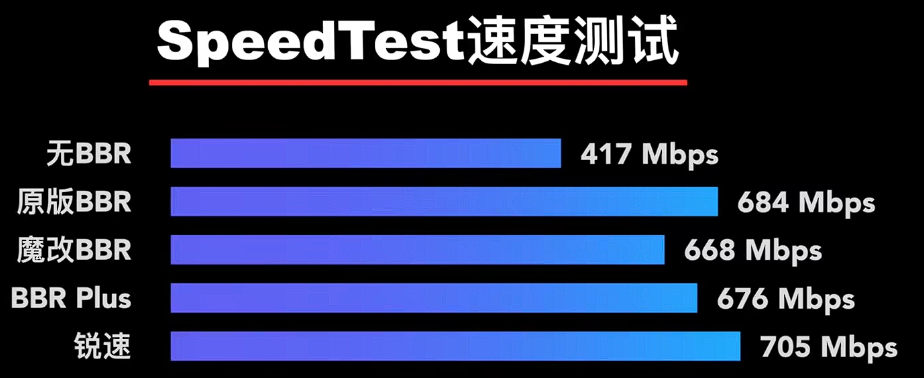 SpeedTest速度测试
无BBR 417 Mbps
原版BBR 684 Mbps
魔改BBR 668 Mbps
BBR Plus 676 Mbps
锐速 705 Mbps